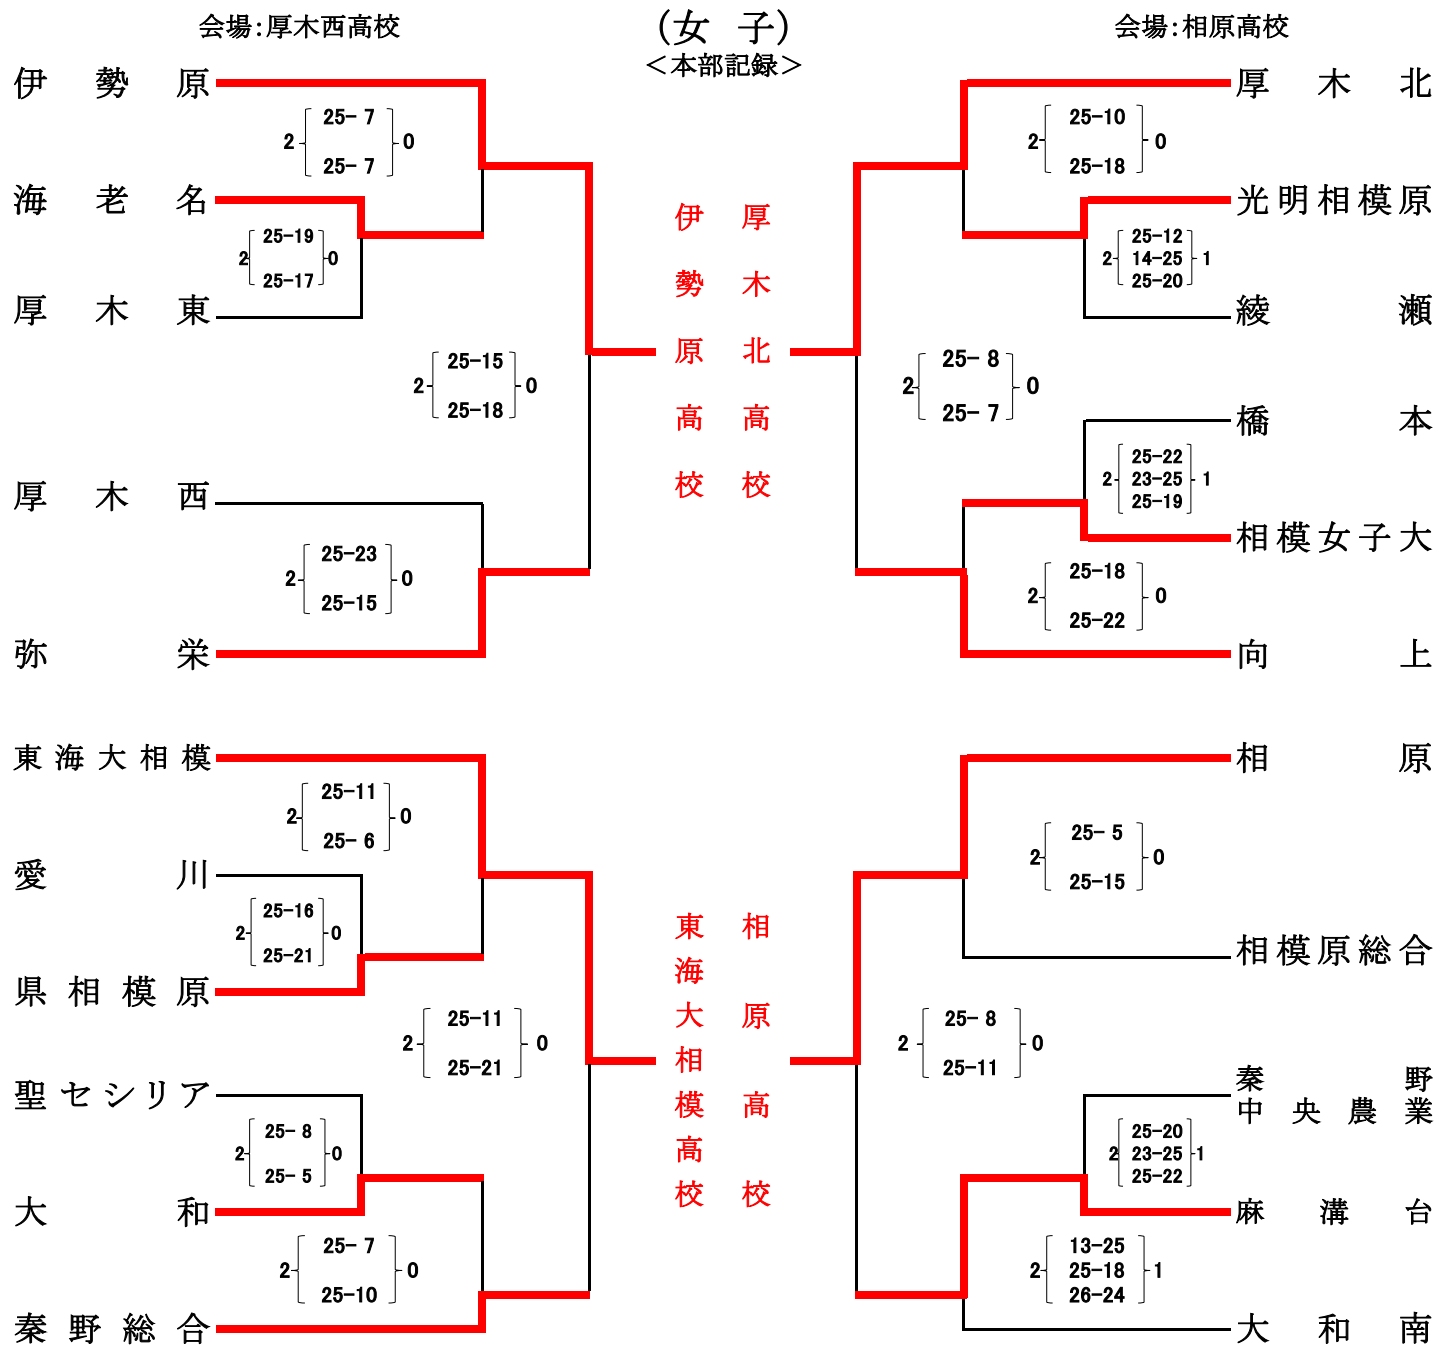 会場:厚木西高校
(女 子)
<本部記録>
会場:相原高校
伊勢原
2 25- 7 0
25- 7
海老名
2 25-19 0
25-17
厚木東
2 25-15 0
25-18
厚木西
2 25-23 0
25-15
弥栄
伊勢原高校
厚木北高校
厚木北
2 25-10 0
25-18
光明相模原
25-12
2 14-25 1
25-20
綾瀬
2 25- 8 0
25- 7
橋本
25-22
2 23-25 1
25-19
相模女子大
2 25-18 0
25-22
向上
東海大相模
2 25-11 0
25- 6
愛川
2 25-16 0
25-21
県相模原
2 25-11 0
25-21
聖セシリア
2 25- 8 0
25- 5
大和
2 25- 7 0
25-10
秦野総合
東海大相模高校
相原高校
相原
2 25- 5 0
25-15
相模原総合
2 25- 8 0
25-11
秦野
中央農業
25-20
2 23-25 1
25-22
麻溝台
13-25
2 25-18 1
26-24
大和南